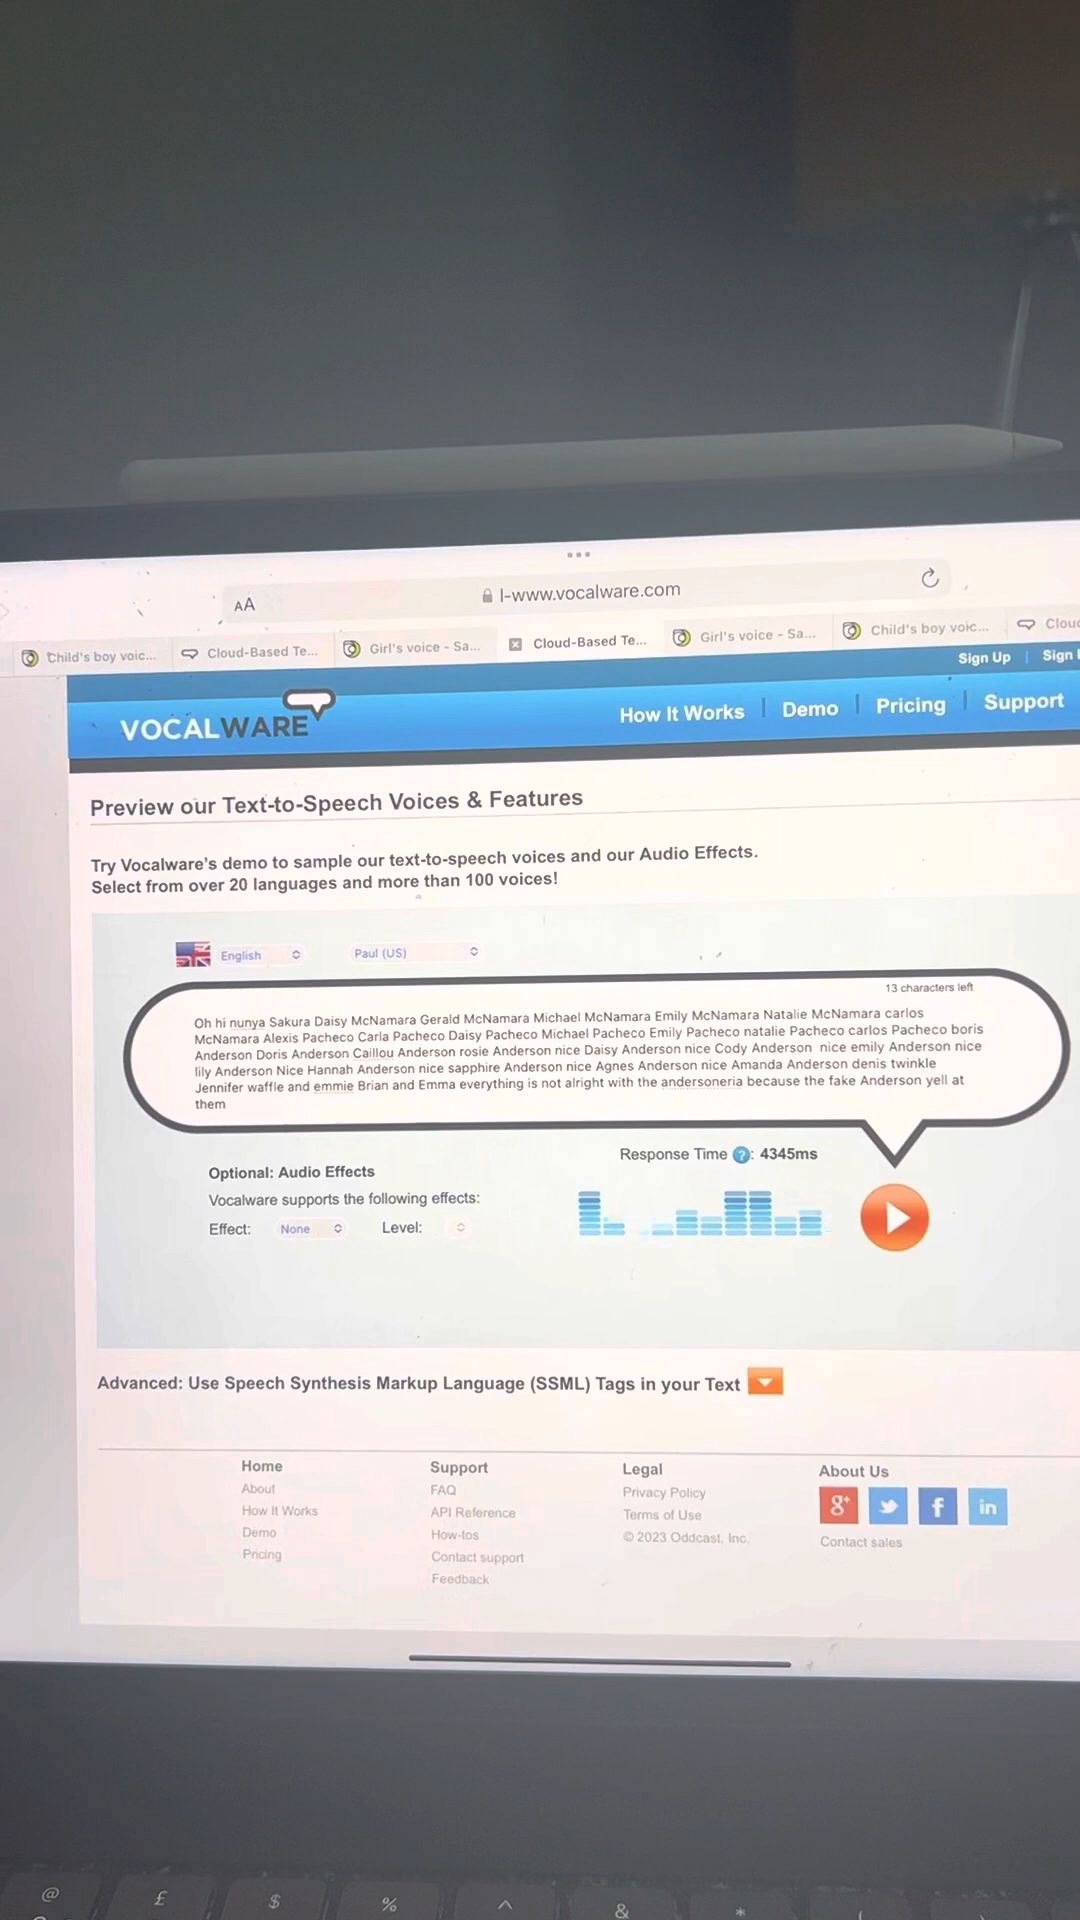 AA
l-www.vocalware.com
Child's boy voic...
Cloud-Based Te...
Girl's voice - Sa...
Cloud-Based Te...
Girl's voice - Sa...
Child's boy voic...
Clou
Sign Up
Sign
VOCALWARE
How It Works
Demo
Pricing
Support
Preview our Text-to-Speech Voices & Features
Try Vocalware's demo to sample our text-to-speech voices and our Audio Effects.
Select from over 20 languages and more than 100 voices!
English
Paul (US)
13 characters left
Oh hi nunya Sakura Daisy McNamara Gerald McNamara Michael McNamara Emily McNamara Natalie McNamara carlos
McNamara Alexis Pacheco Carla Pacheco Daisy Pacheco Michael Pacheco Emily Pacheco natalie Pacheco carlos Pacheco boris
Anderson Doris Anderson Caillou Anderson rosie Anderson nice Daisy Anderson nice Cody Anderson nice emily Anderson nice
lily Anderson Nice Hannah Anderson nice sapphire Anderson nice Agnes Anderson nice Amanda Anderson denis twinkle
Jennifer waffle and emmie Brian and Emma everything is not alright with the andersoneria because the fake Anderson yell at
them
Response Time ?: 4345ms
Optional: Audio Effects
Vocalware supports the following effects:
Effect:
None
Level:
Advanced: Use Speech Synthesis Markup Language (SSML) Tags in your Text
Home
About
How It Works
Demo
Pricing
Support
FAQ
API Reference
How-tos
Contact support
Feedback
Legal
Privacy Policy
Terms of Use
© 2023 Oddcast, Inc.
About Us
g+
f
in
Contact sales
@
£
$
%
^
&
*
(